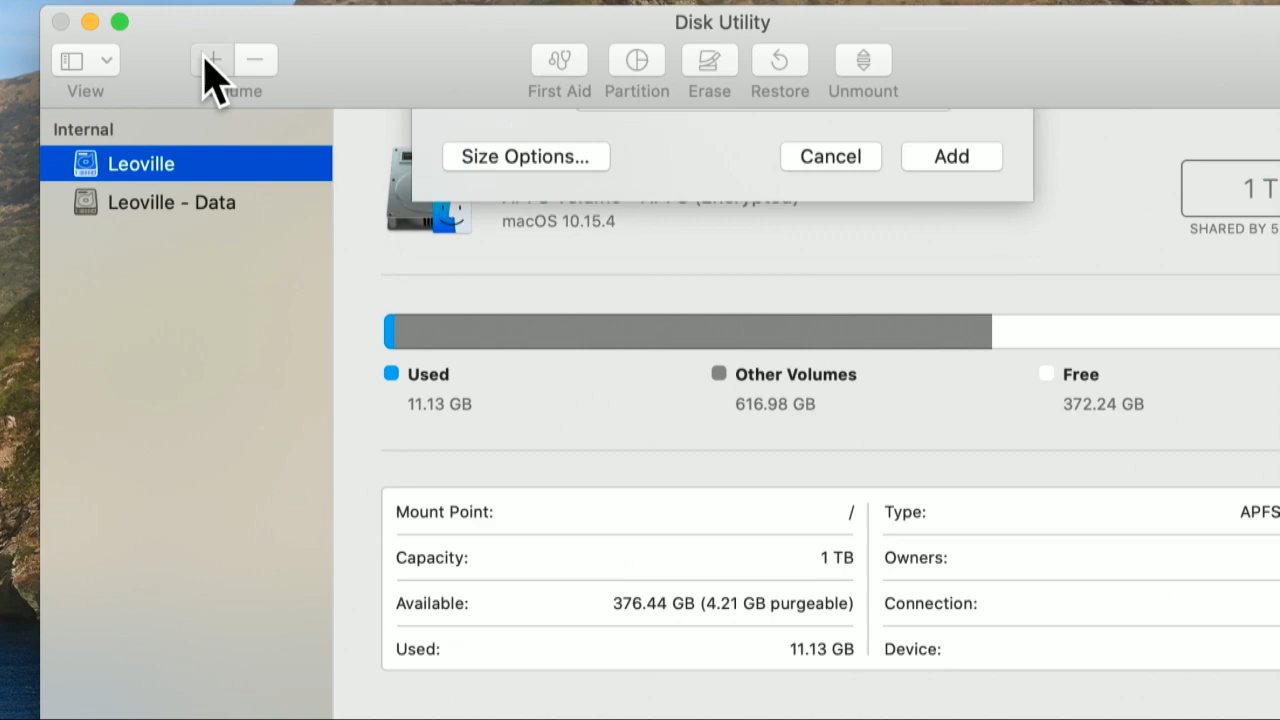 Disk Utility
View
First Aid
Partition
Erase
Restore
Unmount
Internal
Leoville
Leoville - Data
Size Options...
Cancel
Add
macOS 10.15.4
1 T
SHARED BY 5
Used
11.13 GB
Other Volumes
616.98 GB
Free
372.24 GB
Mount Point: /
Capacity: 1 TB
Available: 376.44 GB (4.21 GB purgeable)
Used: 11.13 GB
Type: APFS
Owners:
Connection:
Device: